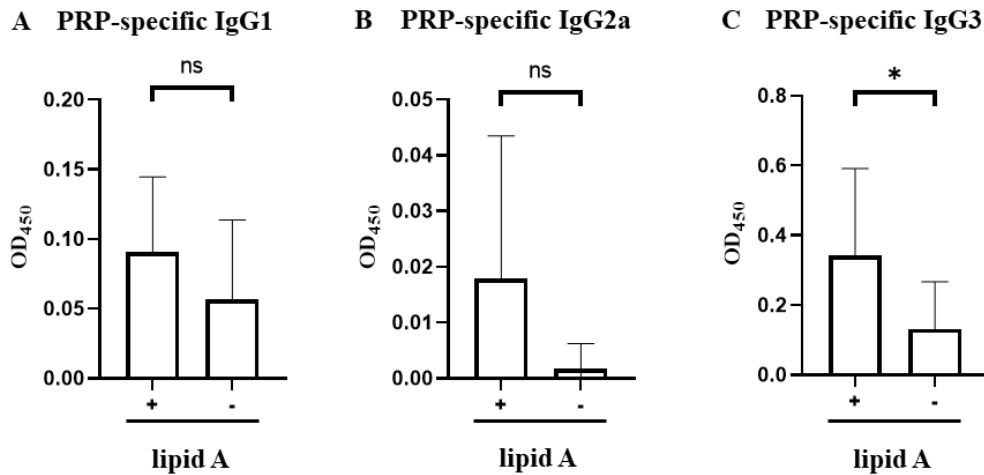 A PRP-specific IgG1
ns
0.20
0.15
0.10
0.05
0.00
OD450
+ -
lipid A
B PRP-specific IgG2a
ns
0.05
0.04
0.03
0.02
0.01
0.00
OD450
+ -
lipid A
C PRP-specific IgG3
*
0.8
0.6
0.4
0.2
0.0
OD450
+ -
lipid A